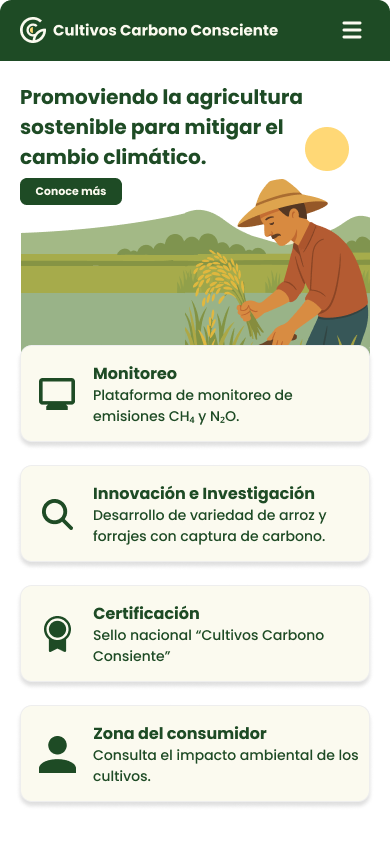 Cultivos Carbono Consciente
Promoviendo la agricultura
sostenible para mitigar el
cambio climático.
Conoce más
Monitoreo
Plataforma de monitoreo de
emisiones CH₄ y N₂O.
Innovación e Investigación
Desarrollo de variedad de arroz y
forrajes con captura de carbono.
Certificación
Sello nacional “Cultivos Carbono
Consiente”
Zona del consumidor
Consulta el impacto ambiental de los
cultivos.